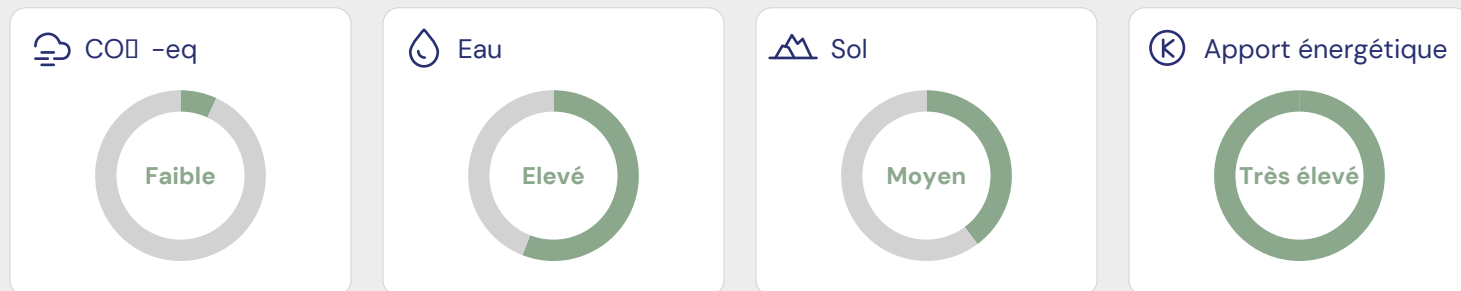 CO▯ -eq
Eau
Sol
Apport énergétique
Faible
Elevé
Moyen
Très élevé